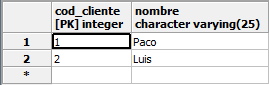 cod_cliente nombre
[PK] integer character varying(25)
1 1 Paco
2 2 Luis
*